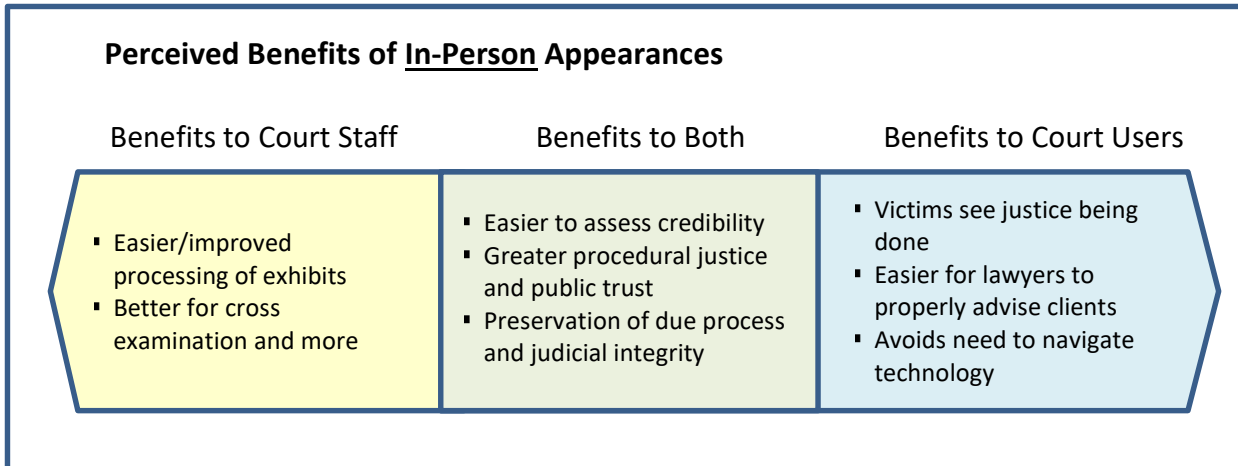 Perceived Benefits of In-Person Appearances
Benefits to Court Staff
▪ Easier/improved
processing of exhibits
▪ Better for cross
examination and more
Benefits to Both
▪ Easier to assess credibility
▪ Greater procedural justice
and public trust
▪ Preservation of due process
and judicial integrity
Benefits to Court Users
▪ Victims see justice being
done
▪ Easier for lawyers to
properly advise clients
▪ Avoids need to navigate
technology